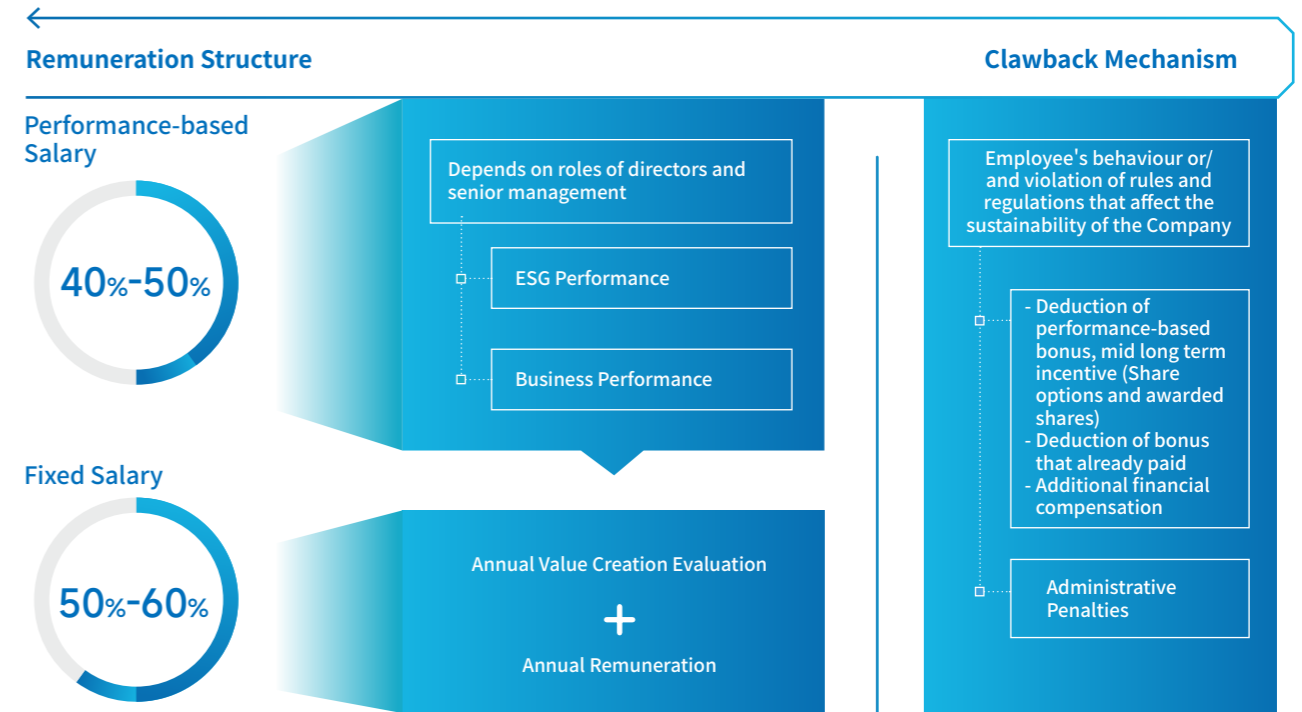 Remuneration Structure
Clawback Mechanism
Performance-based
Salary
40%-50%
Depends on roles of directors and
senior management
ESG Performance
Business Performance
Fixed Salary
50%-60%
Annual Value Creation Evaluation
+
Annual Remuneration
Employee's behaviour or/
and violation of rules and
regulations that affect the
sustainability of the Company
- Deduction of
performance-based
bonus, mid long term
incentive (Share
options and awarded
shares)
- Deduction of bonus
that already paid
- Additional financial
compensation
Administrative
Penalties